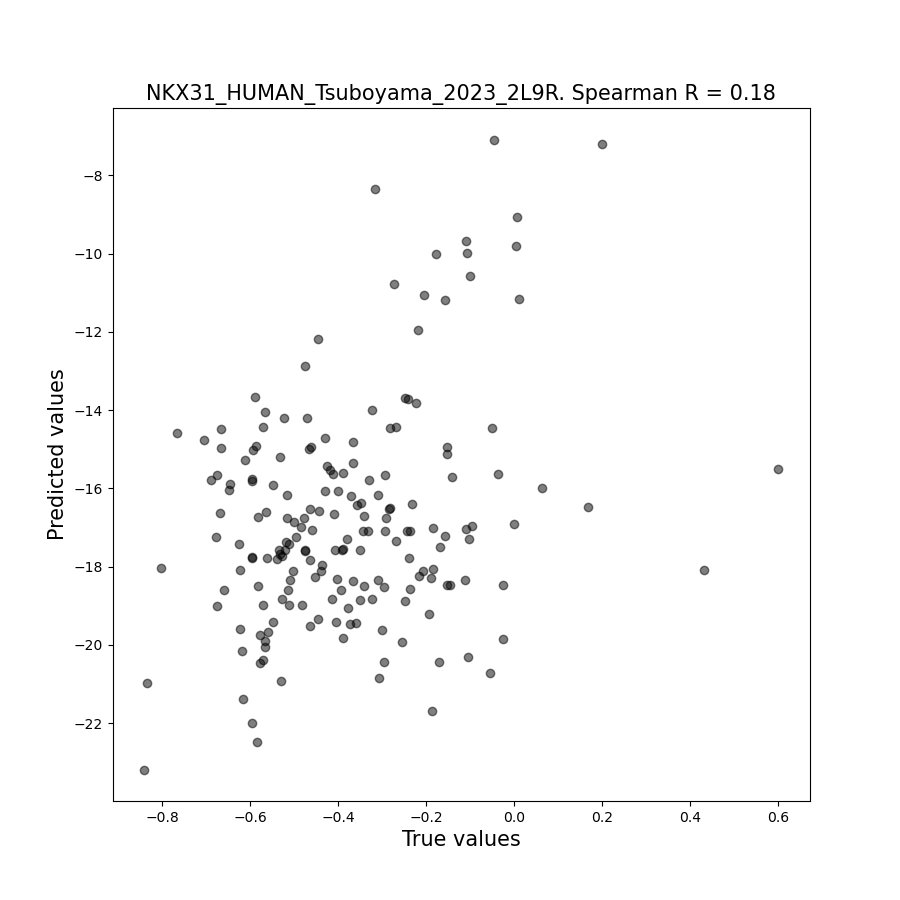 NKX31_HUMAN_Tsuboyama_2023_2L9R. Spearman R = 0.18
Predicted values
−8
−10
−12
−14
−16
−18
−20
−22
−0.8 −0.6 −0.4 −0.2 0.0 0.2 0.4 0.6
True values